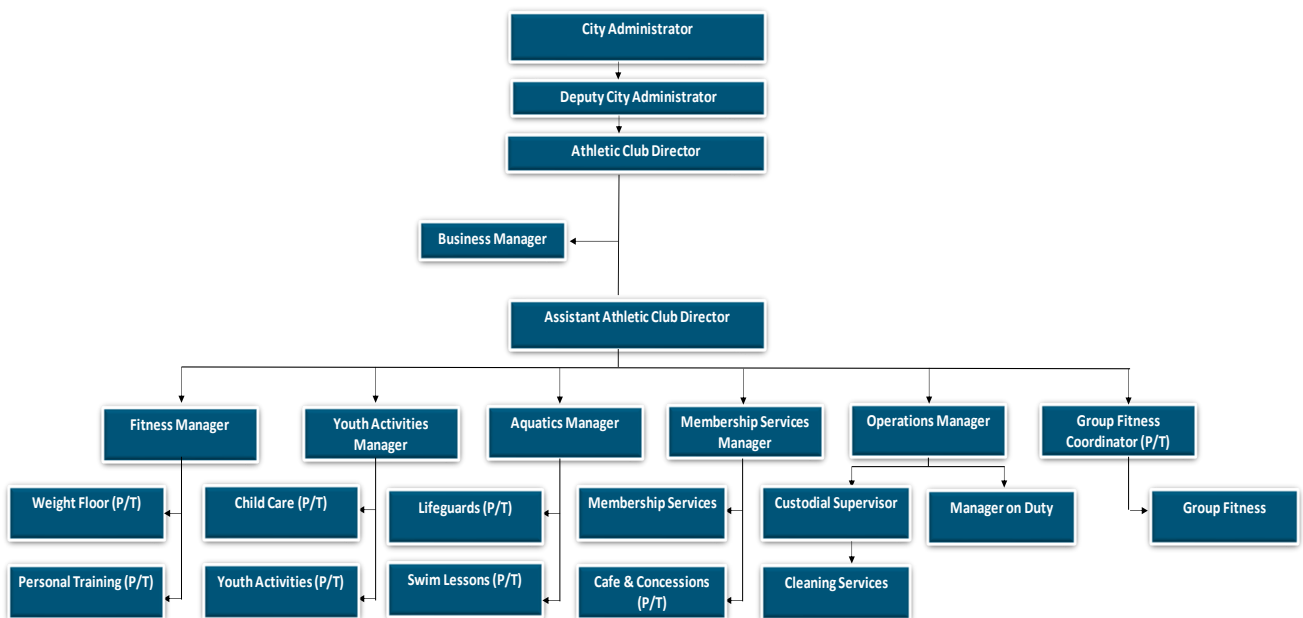 City Administrator
Deputy City Administrator
Athletic Club Director
Business Manager
Assistant Athletic Club Director
Fitness Manager
Youth Activities
Manager
Aquatics Manager
Membership Services
Manager
Operations Manager
Group Fitness
Coordinator (P/T)
Weight Floor (P/T)
Child Care (P/T)
Lifeguards (P/T)
Membership Services
Custodial Supervisor
Manager on Duty
Group Fitness
Personal Training (P/T)
Youth Activities (P/T)
Swim Lessons (P/T)
Cafe & Concessions
(P/T)
Cleaning Services